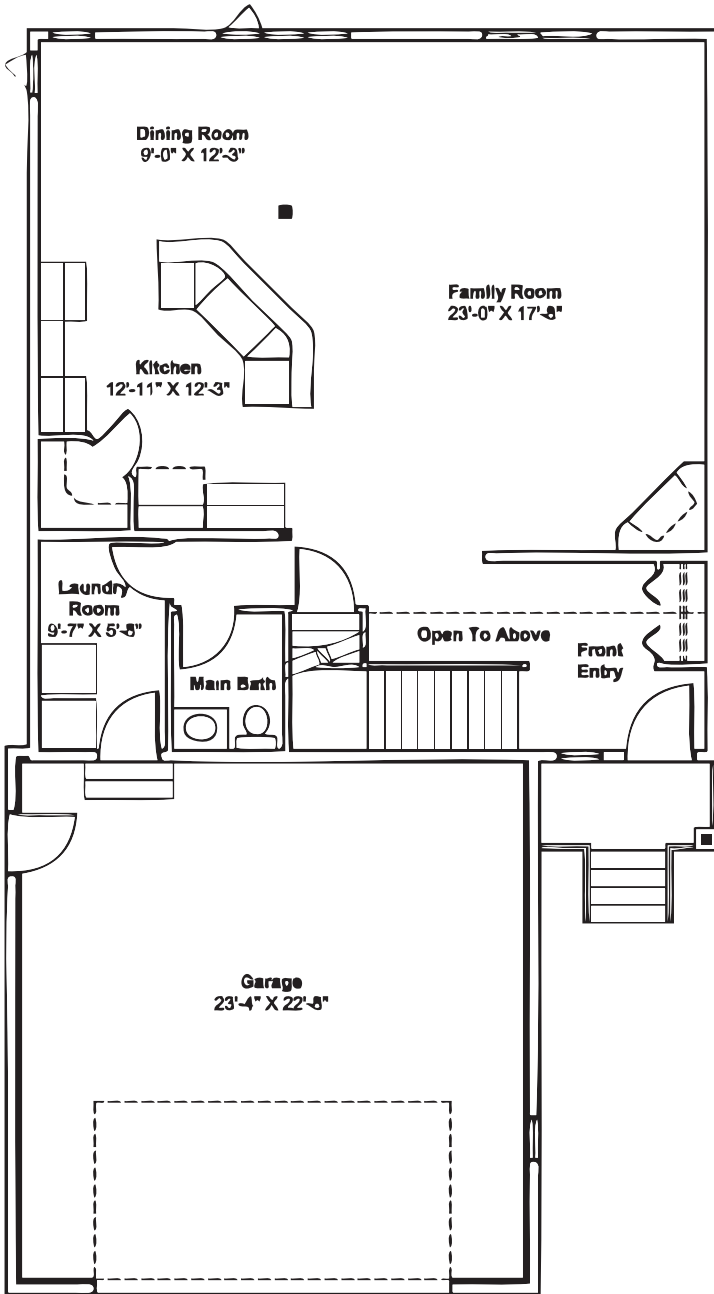 Dining Room
9'-0" X 12'-3"
Family Room
23'-0" X 17'-8"
Kitchen
12'-11" X 12'-3"
Laundry
Room
9'-7" X 5'-8"
Open To Above
Front
Entry
Main Bath
Garage
23'-4" X 22'-8"